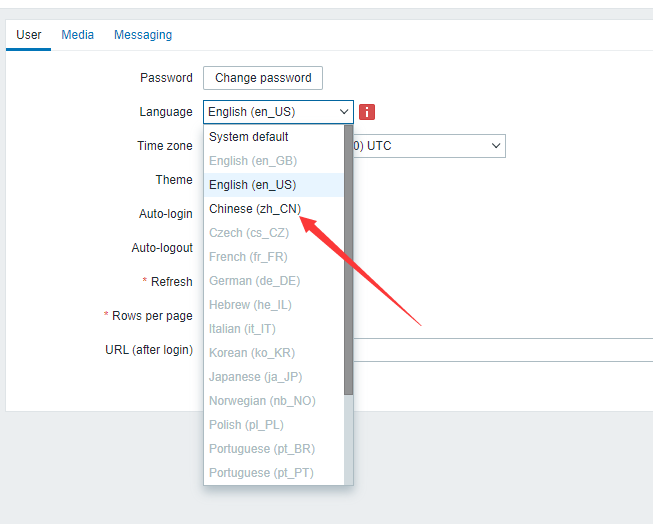 User Media Messaging
Password Change password
Language English (en_US) i
System default
Time zone 0) UTC
English (en_GB)
Theme English (en_US)
Auto-login Chinese (zh_CN)
Czech (cs_CZ)
Auto-logout
French (fr_FR)
* Refresh German (de_DE)
Hebrew (he_IL)
* Rows per page
Italian (it_IT)
URL (after login) Korean (ko_KR)
Japanese (ja_JP)
Norwegian (nb_NO)
Polish (pl_PL)
Portuguese (pt_BR)
Portuguese (pt_PT)